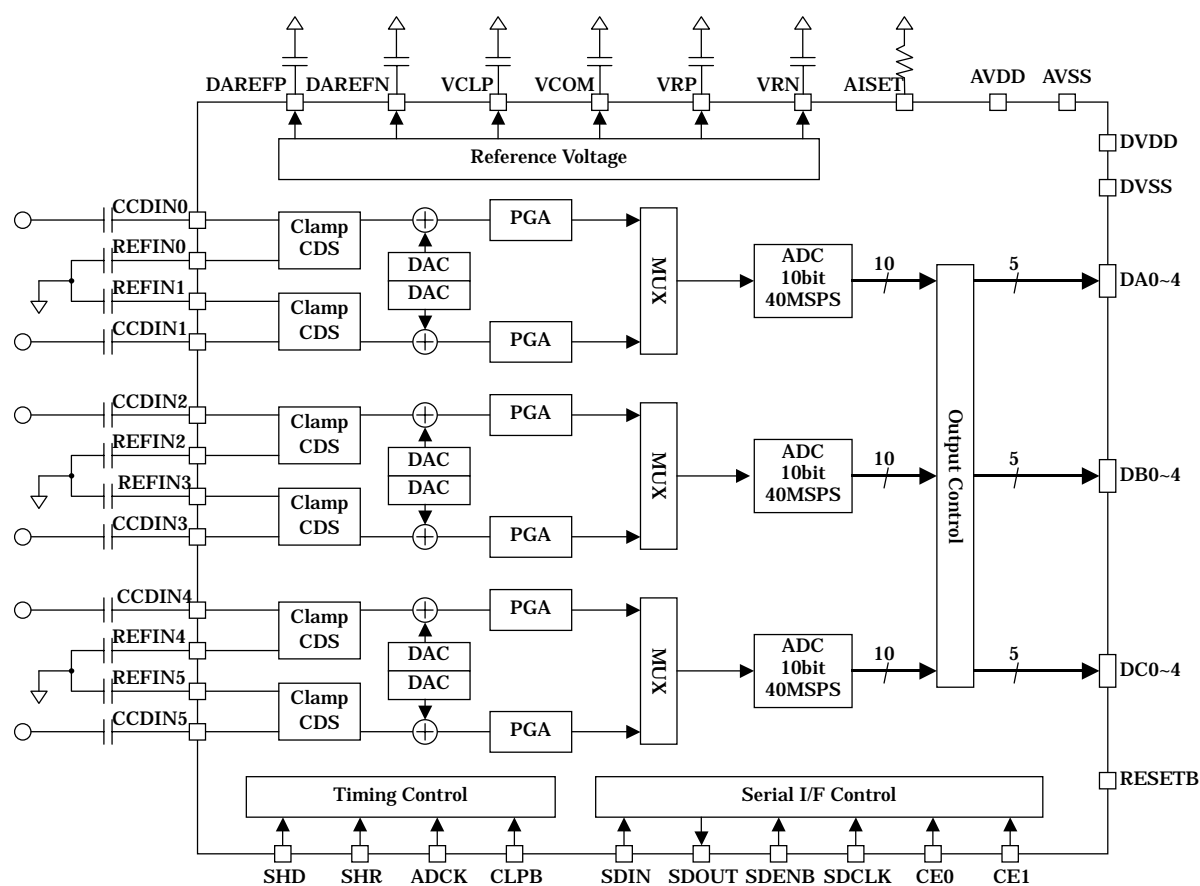 DAREFP DAREFN VCLP VCOM VRP VRN AISET AVDD AVSS
DVDD
Reference Voltage
DVSS
CCDIN0
Clamp
CDS
PGA
REFIN0
DAC
MUX
ADC
10bit
40MSPS
10
5
DA0~4
REFIN1
DAC
Clamp
CDS
CCDIN1
PGA
CCDIN2
Clamp
CDS
PGA
REFIN2
DAC
MUX
ADC
10bit
40MSPS
10
Output Control
5
DB0~4
REFIN3
DAC
Clamp
CDS
CCDIN3
PGA
CCDIN4
Clamp
CDS
PGA
REFIN4
DAC
MUX
ADC
10bit
40MSPS
10
5
DC0~4
REFIN5
DAC
Clamp
CDS
CCDIN5
PGA
RESETB
Timing Control
Serial I/F Control
SHD SHR ADCK CLPB SDIN SDOUT SDENB SDCLK CE0 CE1